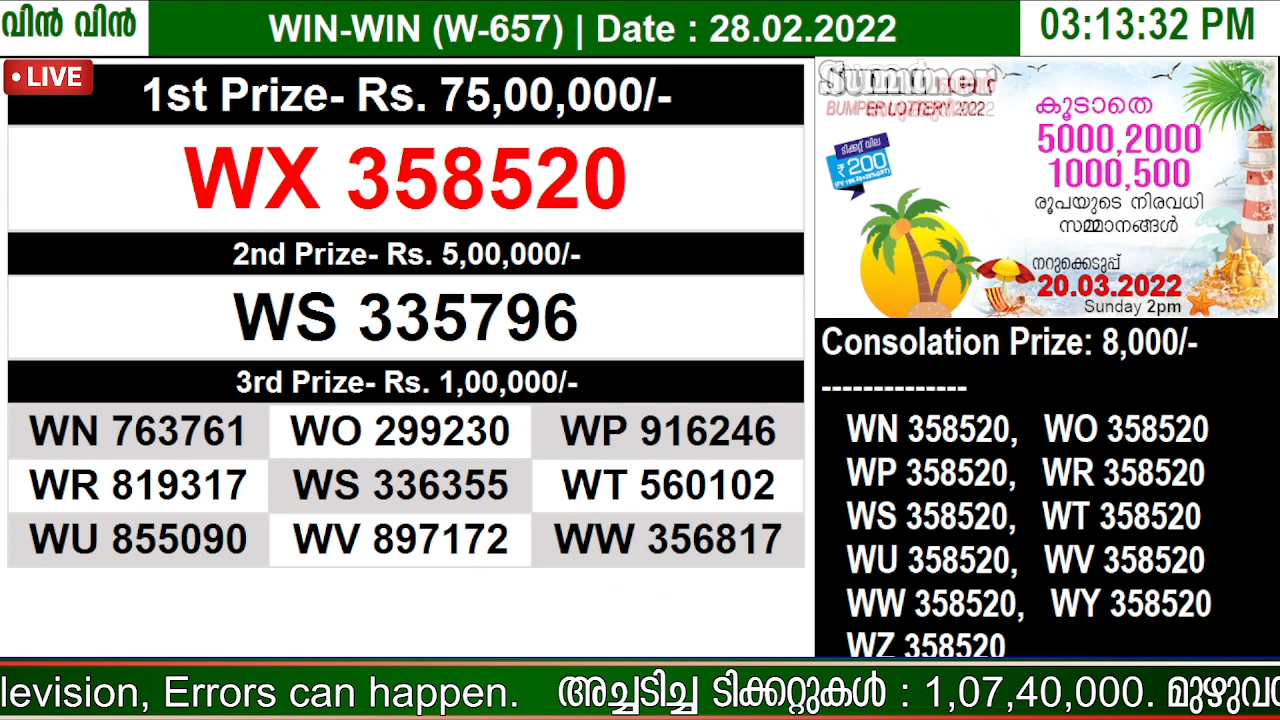 വിൻ വിൻ
WIN-WIN (W-657) | Date : 28.02.2022
03:13:32 PM
LIVE
1st Prize- Rs. 75,00,000/-
WX 358520
2nd Prize- Rs. 5,00,000/-
WS 335796
3rd Prize- Rs. 1,00,000/-
WN 763761 WO 299230 WP 916246
WR 819317 WS 336355 WT 560102
WU 855090 WV 897172 WW 356817
Summer
LOTTERY 2022
ടിക്കറ്റ് വില
₹200
കൂടാതെ
5000,2000
1000,500
രൂപയുടെ നിരവധി
സമ്മാനങ്ങൾ
നറുക്കെടുപ്പ്
20.03.2022
Sunday 2pm
Consolation Prize: 8,000/-
--------------
WN 358520, WO 358520
WP 358520, WR 358520
WS 358520, WT 358520
WU 358520, WV 358520
WW 358520, WY 358520
WZ 358520
levision, Errors can happen. അച്ചടിച്ച ടിക്കറ്റുകൾ : 1,07,40,000. മുഴുവ